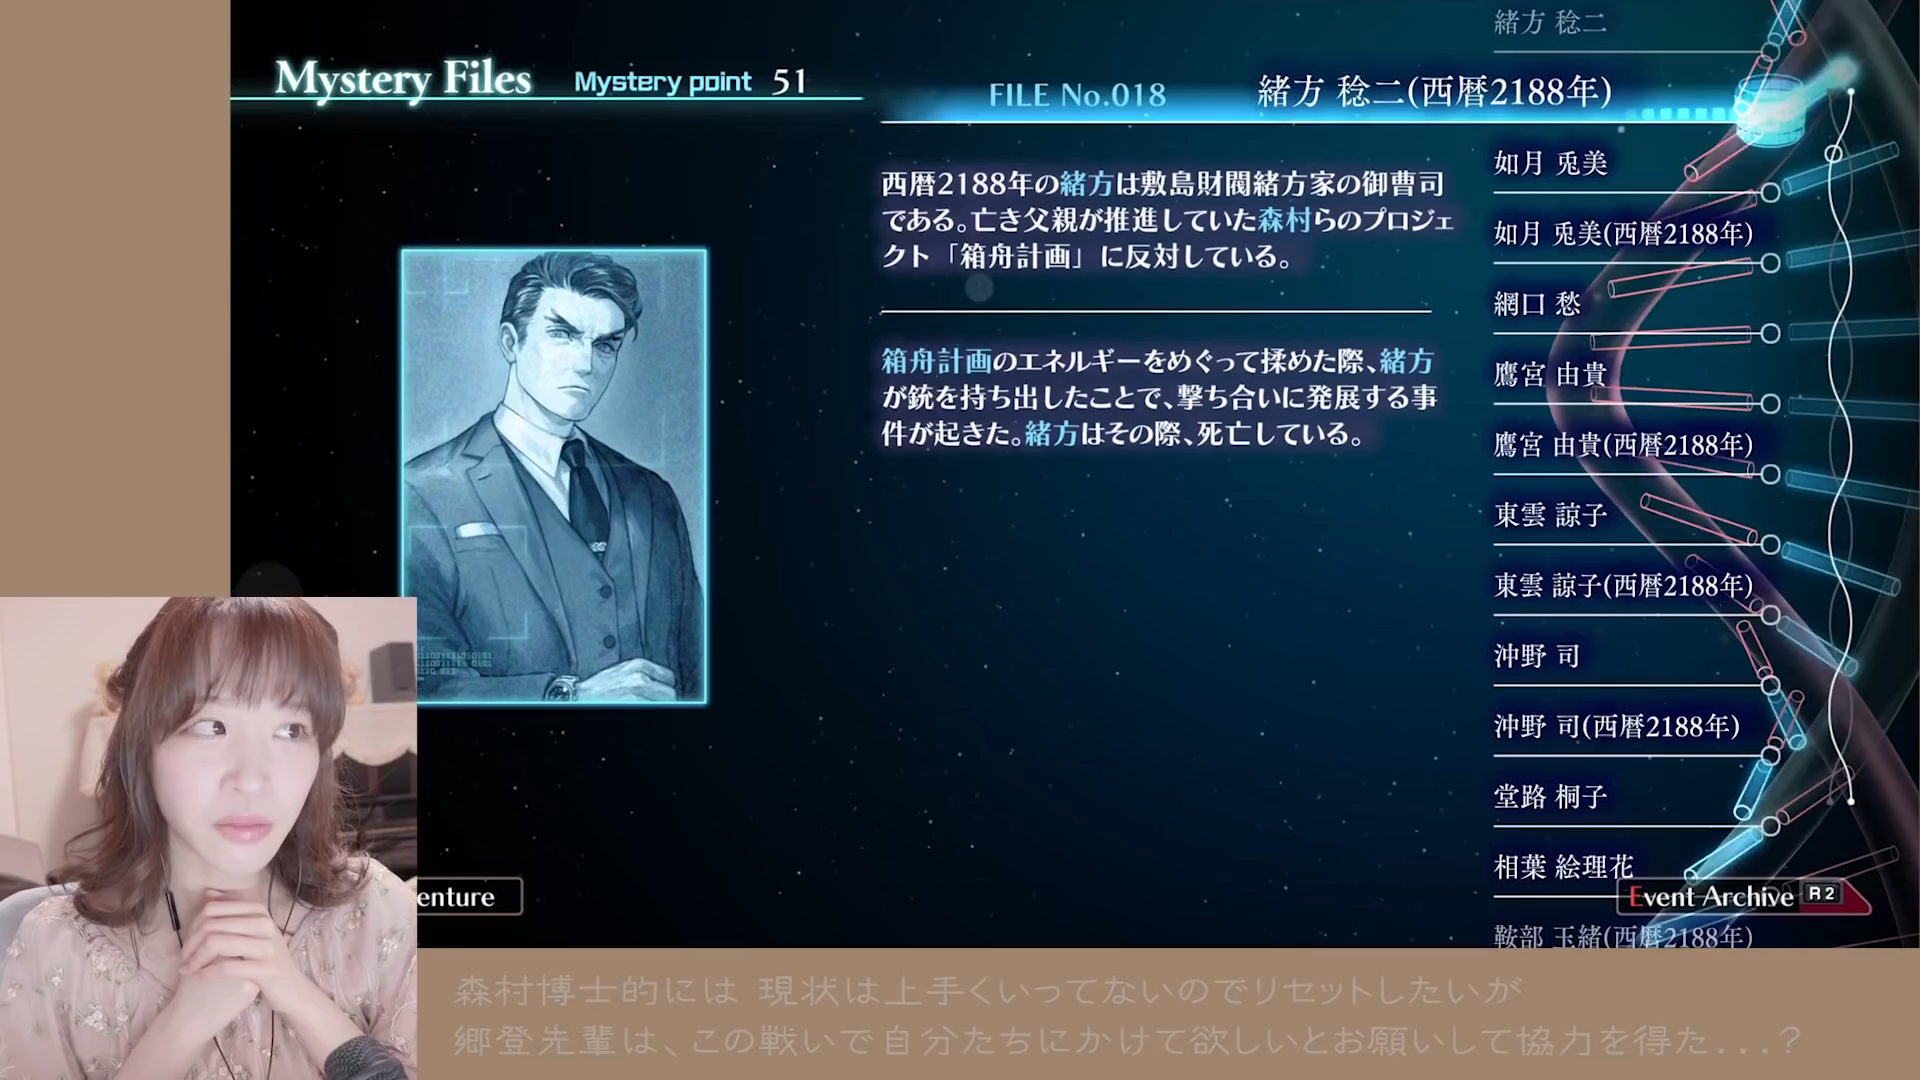 Mystery Files Mystery point 51
FILE No.018 緒方 稔二(西暦2188年)
西暦2188年の緒方は敷島財閥緒方家の御曹司
である。亡き父親が推進していた森村らのプロジェ
クト「箱舟計画」に反対している。
箱舟計画のエネルギーをめぐって揉めた際、緒方
が銃を持ち出したことで、撃ち合いに発展する事
件が起きた。緒方はその際、死亡している。
緒方 稔二
如月 兎美
如月 兎美(西暦2188年)
網口 愁
鷹宮 由貴
鷹宮 由貴(西暦2188年)
東雲 諒子
東雲 諒子(西暦2188年)
沖野 司
沖野 司(西暦2188年)
堂路 桐子
相葉 絵理花
鞍部 玉緒(西暦2188年)
enture
Event Archive R2
森村博士的には 現状は上手くいってないのでリセットしたいが
郷登先輩は、この戦いで自分たちにかけて欲しいとお願いして協力を得た...?